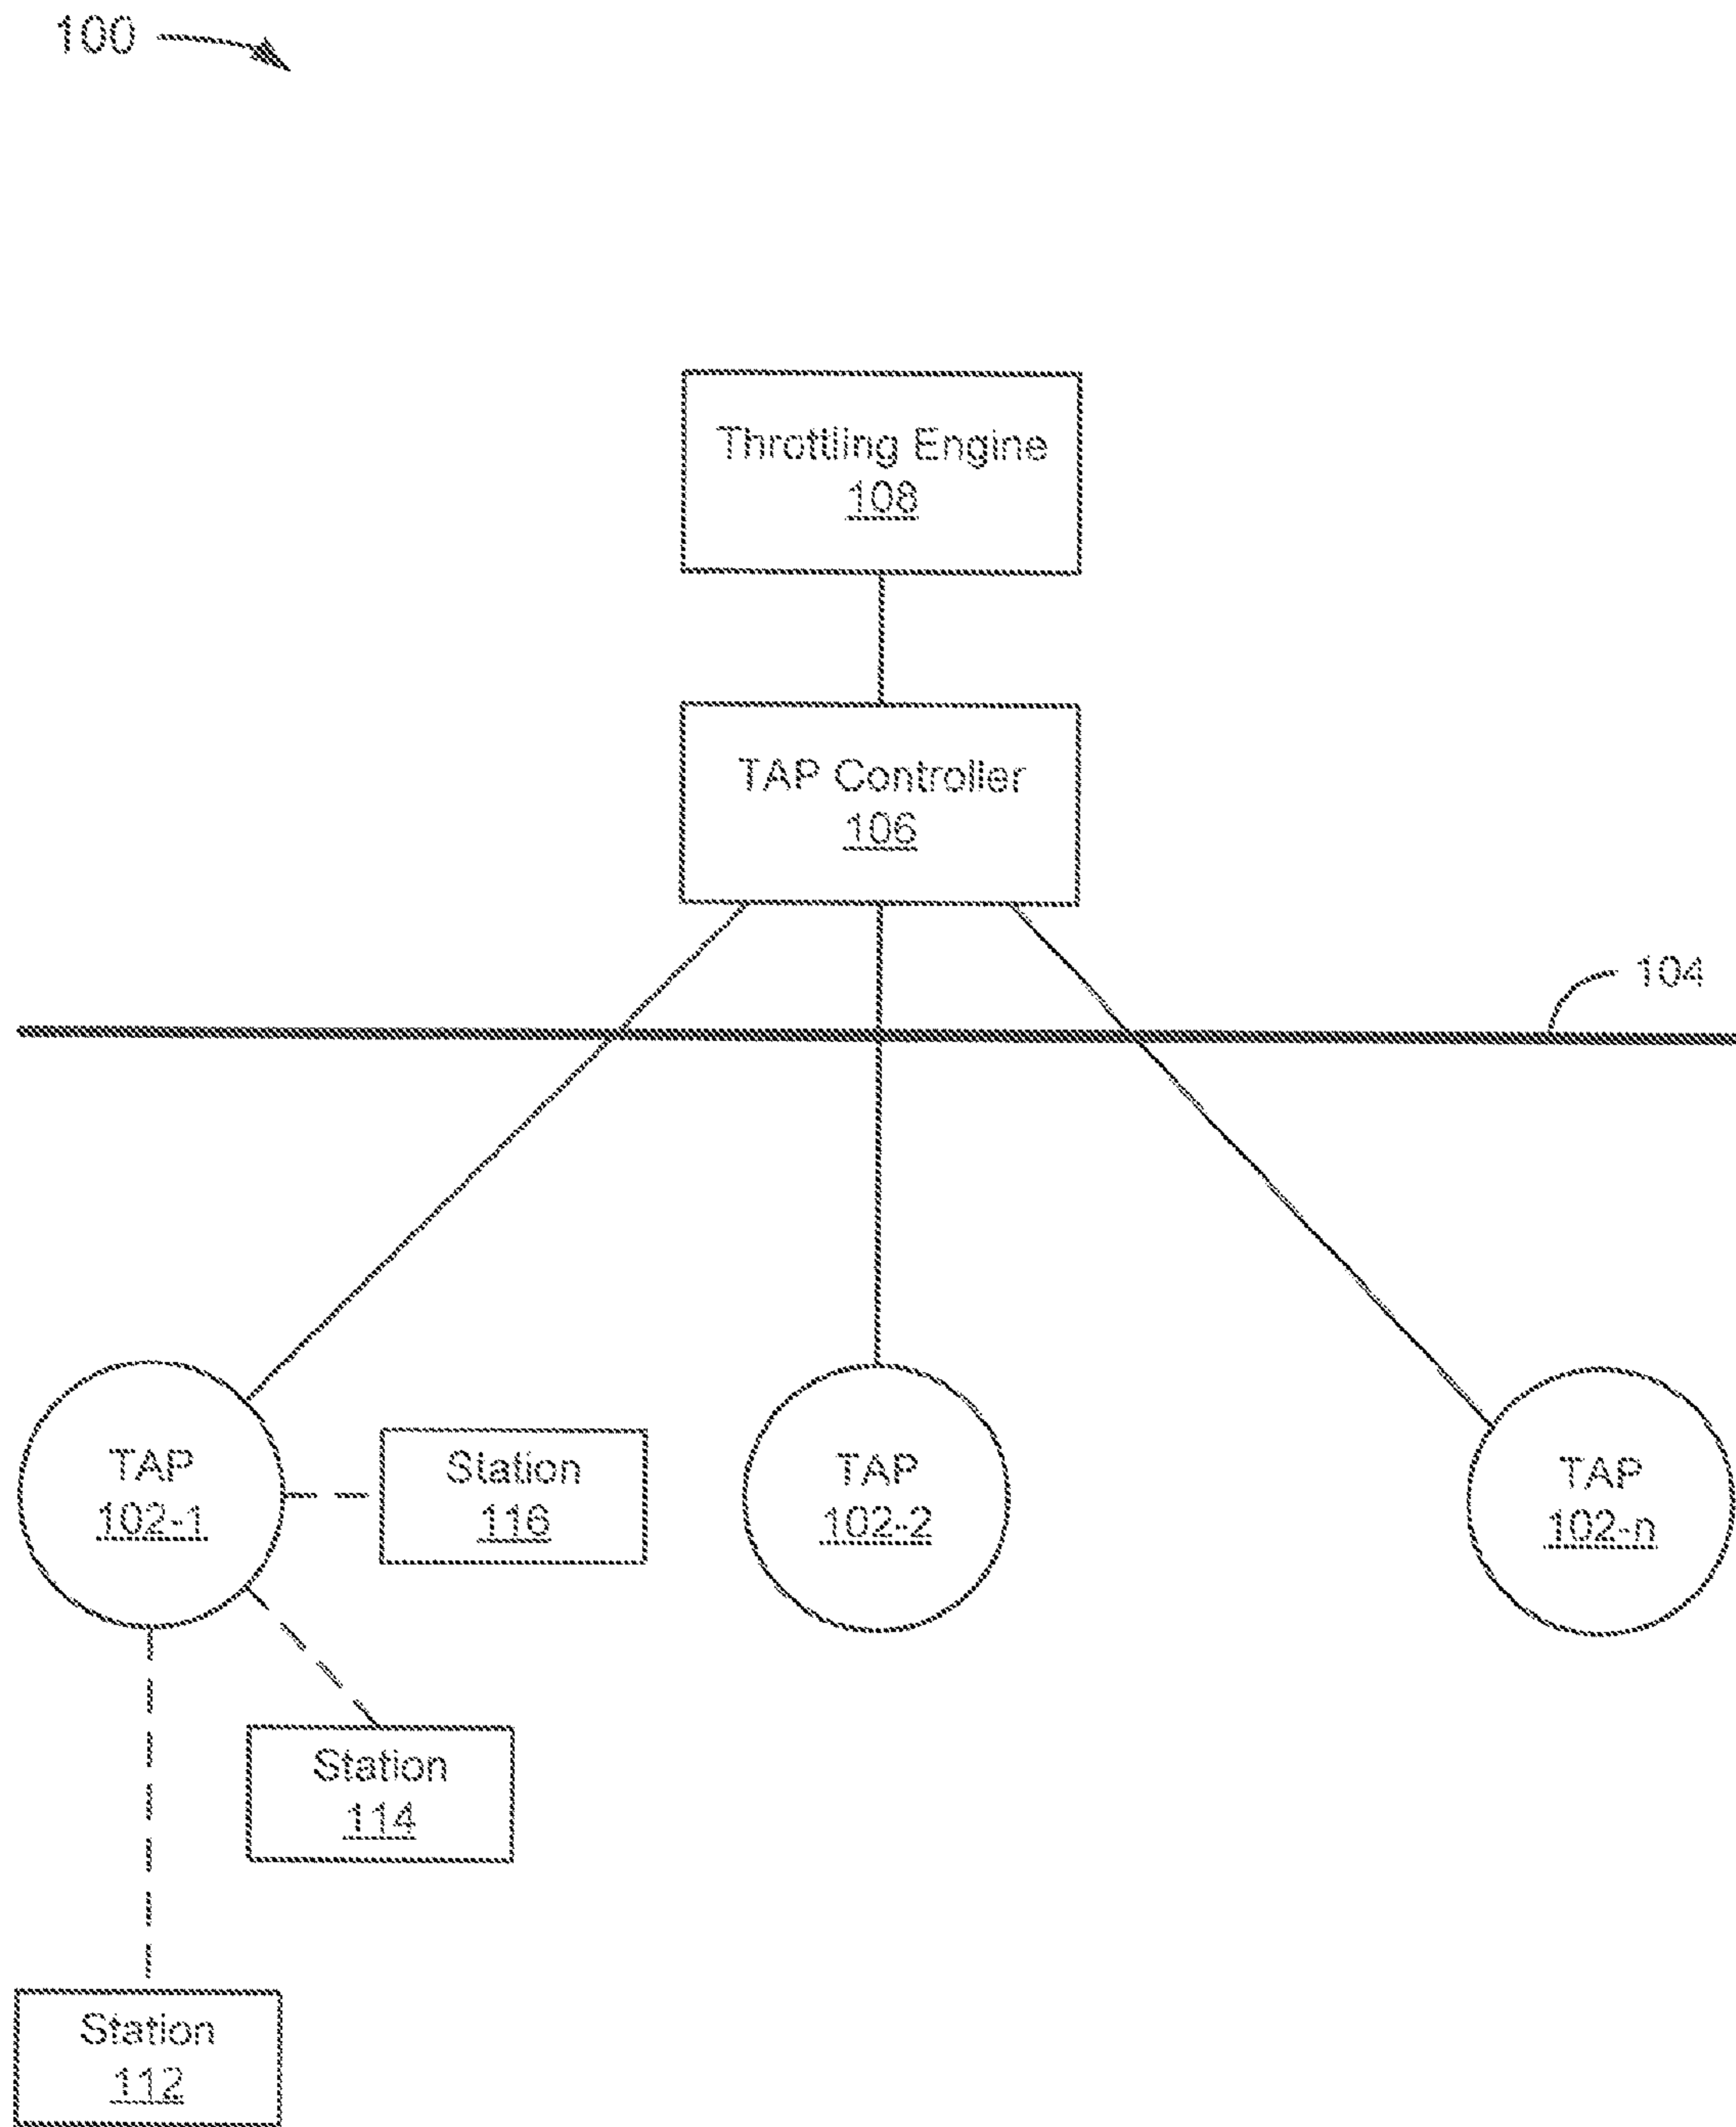 100
Throttling Engine
108
TAP Controller
106
104
TAP
102-1
Station
116
TAP
102-2
TAP
102-n
Station
114
Station
112